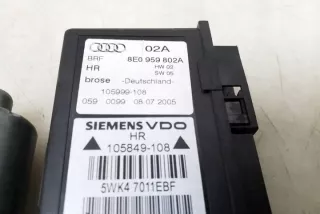 02A
BRF 8E0 959 802A
HR HW 03
SW 05
brose -Deutschland-
105999-108
059 0099 08.07.2005
SIEMENS VDO
HR
105849-108
5WK4 7011EBF